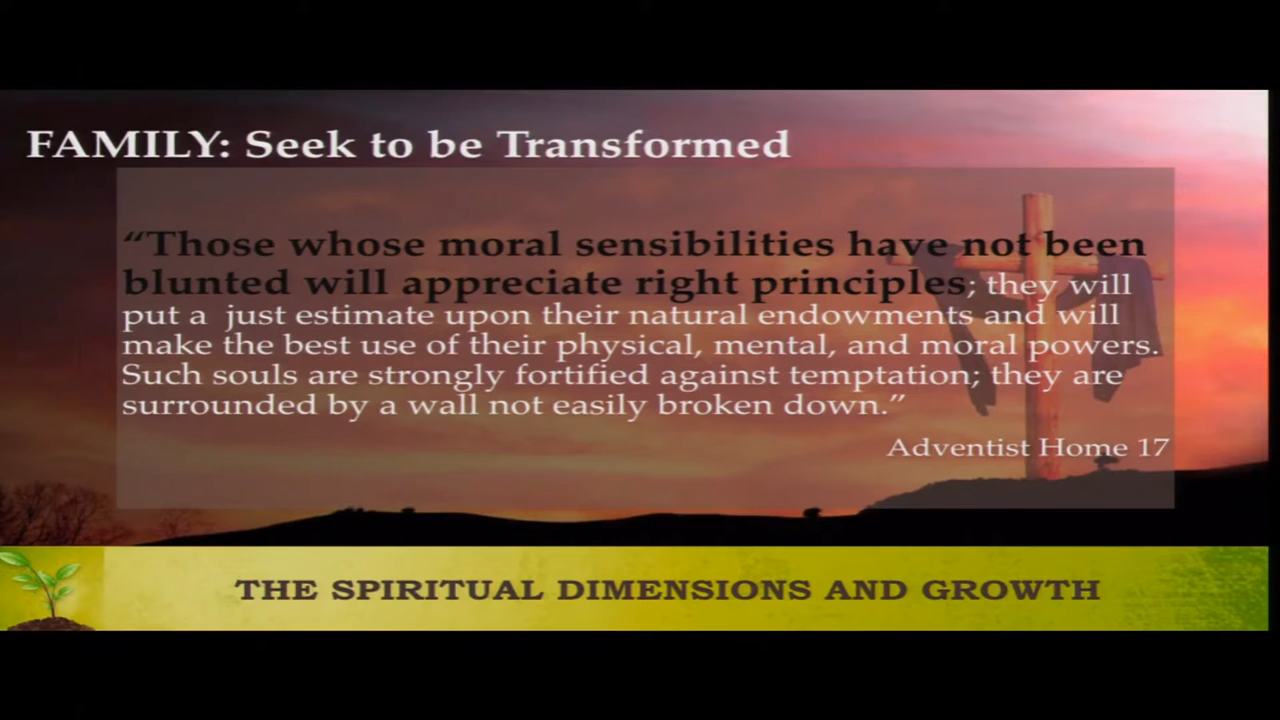 FAMILY: Seek to be Transformed
“Those whose moral sensibilities have not been
blunted will appreciate right principles; they will
put a just estimate upon their natural endowments and will
make the best use of their physical, mental, and moral powers.
Such souls are strongly fortified against temptation; they are
surrounded by a wall not easily broken down.”
Adventist Home 17
THE SPIRITUAL DIMENSIONS AND GROWTH